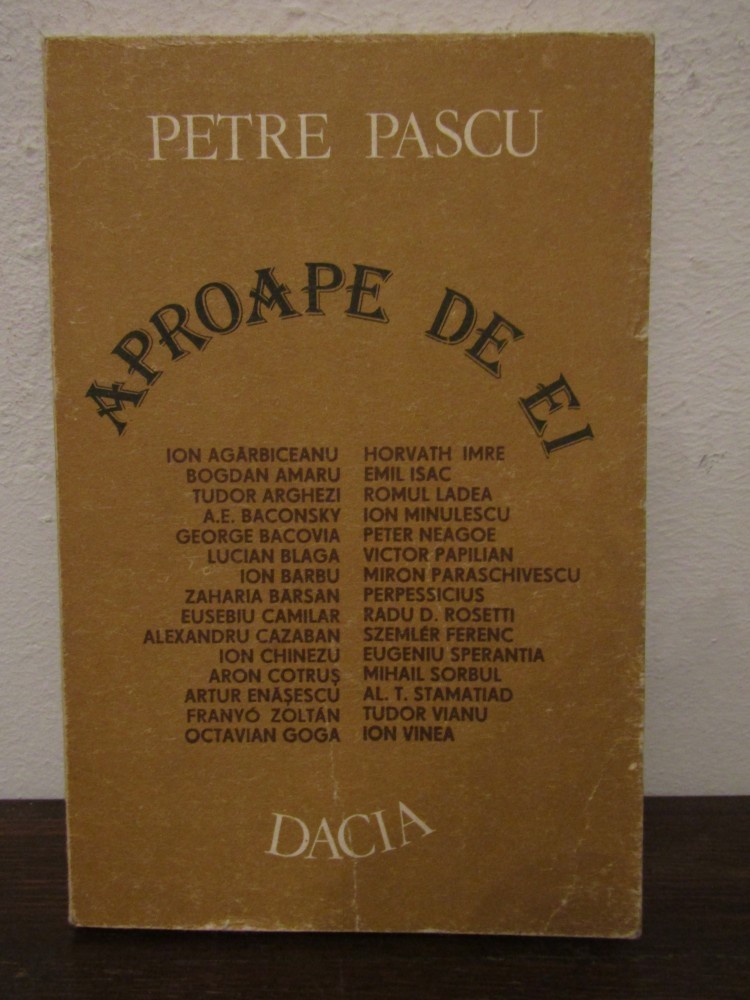 PETRE PASCU
APROAPE DE EI
ION AGÂRBICEANU
BOGDAN AMARU
TUDOR ARGHEZI
A.E. BACONSKY
GEORGE BACOVIA
LUCIAN BLAGA
ION BARBU
ZAHARIA BARSAN
EUSEBIU CAMILAR
ALEXANDRU CAZABAN
ION CHINEZU
ARON COTRUȘ
ARTUR ENĂȘESCU
FRANYÓ ZOLTÁN
OCTAVIAN GOGA
HORVATH IMRE
EMIL ISAC
ROMUL LADEA
ION MINULESCU
PETER NEAGOE
VICTOR PAPILIAN
MIRON PARASCHIVESCU
PERPESSICIUS
RADU D. ROSETTI
SZEMLÉR FERENC
EUGENIU SPERANTIA
MIHAIL SORBUL
AL. T. STAMATIAD
TUDOR VIANU
ION VINEA
DACIA